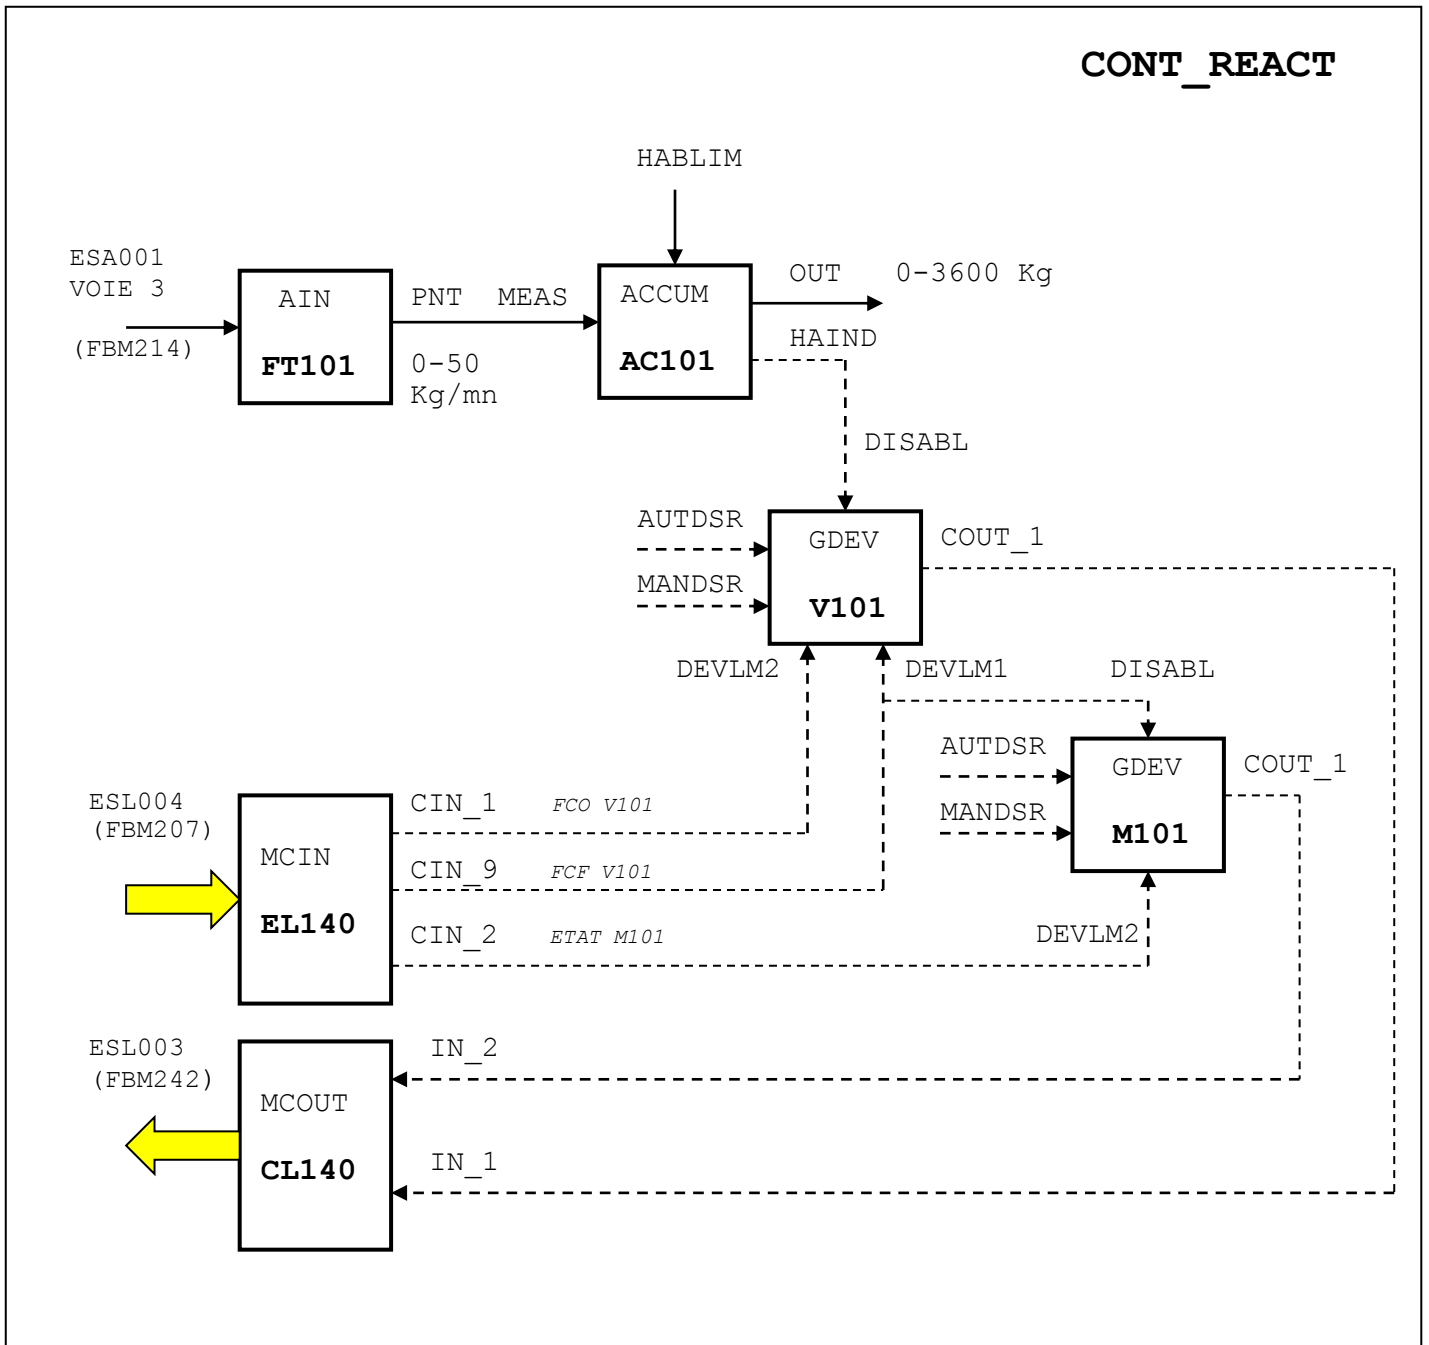 CONT_REACT
HABLIM
ESA001
VOIE 3
(FBM214)
AIN
FT101
PNT MEAS
0-50
Kg/mn
ACCUM
AC101
OUT 0-3600 Kg
HAIND
DISABL
AUTDSR
MANDSR
GDEV
V101
COUT_1
DEVLM2
DEVLM1
DISABL
AUTDSR
MANDSR
GDEV
M101
COUT_1
DEVLM2
ESL004
(FBM207)
MCIN
EL140
CIN_1 FCO V101
CIN_9 FCF V101
CIN_2 ETAT M101
ESL003
(FBM242)
MCOUT
CL140
IN_2
IN_1